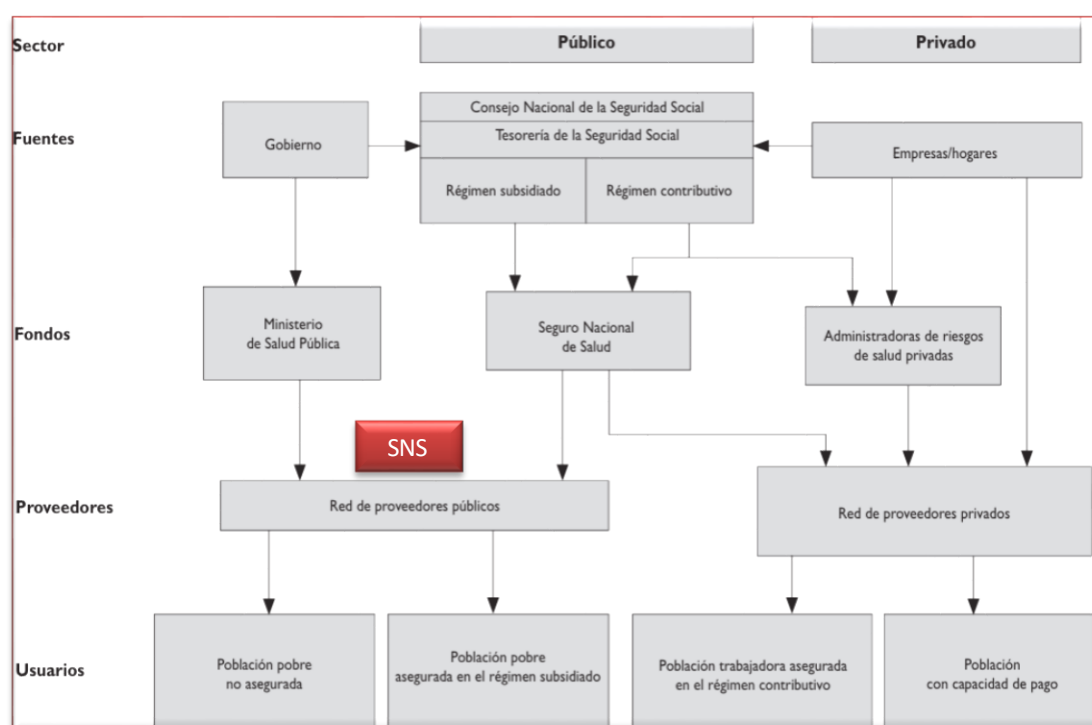 Sector
Público
Privado
Fuentes
Gobierno
Consejo Nacional de la Seguridad Social
Tesorería de la Seguridad Social
Régimen subsidiado
Régimen contributivo
Empresas/hogares
Fondos
Ministerio
de Salud Pública
Seguro Nacional
de Salud
Administradoras de riesgos
de salud privadas
SNS
Proveedores
Red de proveedores públicos
Red de proveedores privados
Usuarios
Población pobre
no asegurada
Población pobre
asegurada en el régimen subsidiado
Población trabajadora asegurada
en el régimen contributivo
Población
con capacidad de pago